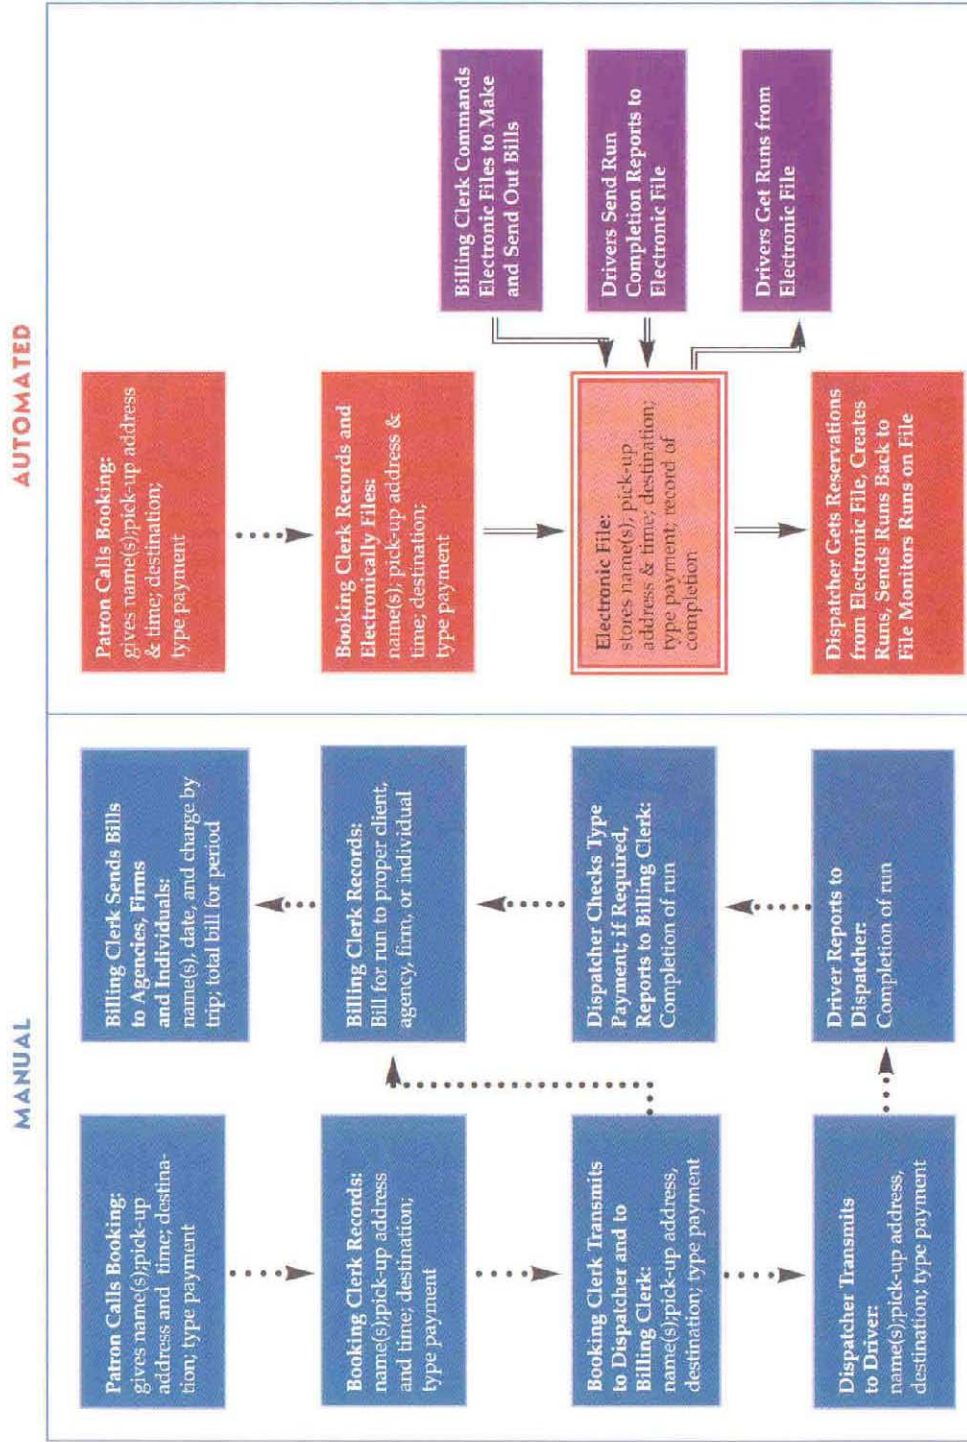 MANUAL
Patron Calls Booking:
gives name(s);pick-up
address and time; destina-
tion; type payment
Booking Clerk Records:
name(s);pick-up address
and time; destination;
type payment
Booking Clerk Transmits
to Dispatcher and to
Billing Clerk:
name(s);pick-up address,
destination; type payment
Dispatcher Transmits
to Driver:
name(s);pick-up address,
destination; type payment
Billing Clerk Sends Bills
to Agencies, Firms
and Individuals:
name(s), date, and charge by
trip; total bill for period
Billing Clerk Records:
Bill for run to proper client,
agency, firm, or individual
Dispatcher Checks Type
Payment; if Required,
Reports to Billing Clerk:
Completion of run
Driver Reports to
Dispatcher:
Completion of run
AUTOMATED
Patron Calls Booking:
gives name(s);pick-up address
& time; destination;
type payment
Booking Clerk Records and
Electronically Files:
name(s); pick-up address &
time; destination;
type payment
Electronic File:
stores name(s), pick-up
address & time; destination;
type payment; record of
completion
Dispatcher Gets Reservations
from Electronic File, Creates
Runs, Sends Runs Back to
File Monitors Runs on File
Billing Clerk Commands
Electronic Files to Make
and Send Out Bills
Drivers Send Run
Completion Reports to
Electronic File
Drivers Get Runs from
Electronic File